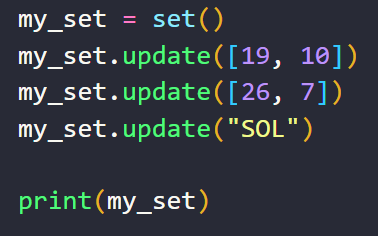 my_set = set()
my_set.update([19, 10])
my_set.update([26, 7])
my_set.update("SOL")
print(my_set)